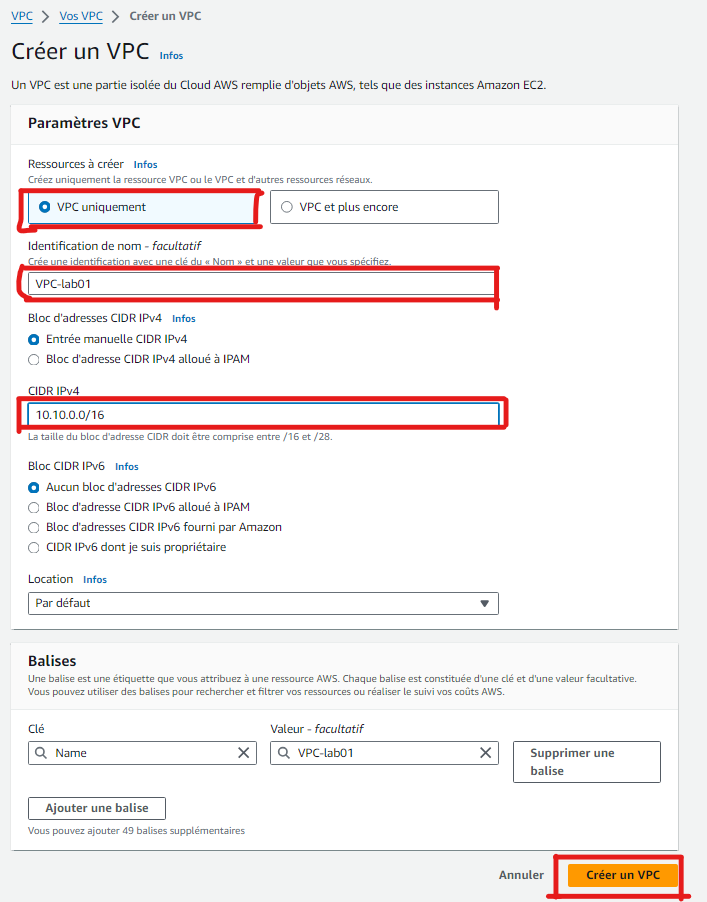 VPC > Vos VPC > Créer un VPC
Créer un VPC Infos
Un VPC est une partie isolée du Cloud AWS remplie d'objets AWS, tels que des instances Amazon EC2.
Paramètres VPC
Ressources à créer Infos
Créez uniquement la ressource VPC ou le VPC et d'autres ressources réseaux.
VPC uniquement
VPC et plus encore
Identification de nom - facultatif
Crée une identification avec une clé du « Nom » et une valeur que vous spécifiez.
VPC-lab01
Bloc d'adresses CIDR IPv4 Infos
Entrée manuelle CIDR IPv4
Bloc d'adresse CIDR IPv4 alloué à IPAM
CIDR IPv4
10.10.0.0/16
La taille du bloc d'adresse CIDR doit être comprise entre /16 et /28.
Bloc CIDR IPv6 Infos
Aucun bloc d'adresses CIDR IPv6
Bloc d'adresse CIDR IPv6 alloué à IPAM
Bloc d'adresses CIDR IPv6 fourni par Amazon
CIDR IPv6 dont je suis propriétaire
Location Infos
Par défaut
Balises
Une balise est une étiquette que vous attribuez à une ressource AWS. Chaque balise est constituée d'une clé et d'une valeur facultative.
Vous pouvez utiliser des balises pour rechercher et filtrer vos ressources ou réaliser le suivi vos coûts AWS.
Clé
Valeur - facultatif
Name
VPC-lab01
Supprimer une
balise
Ajouter une balise
Vous pouvez ajouter 49 balises supplémentaires
Annuler
Créer un VPC